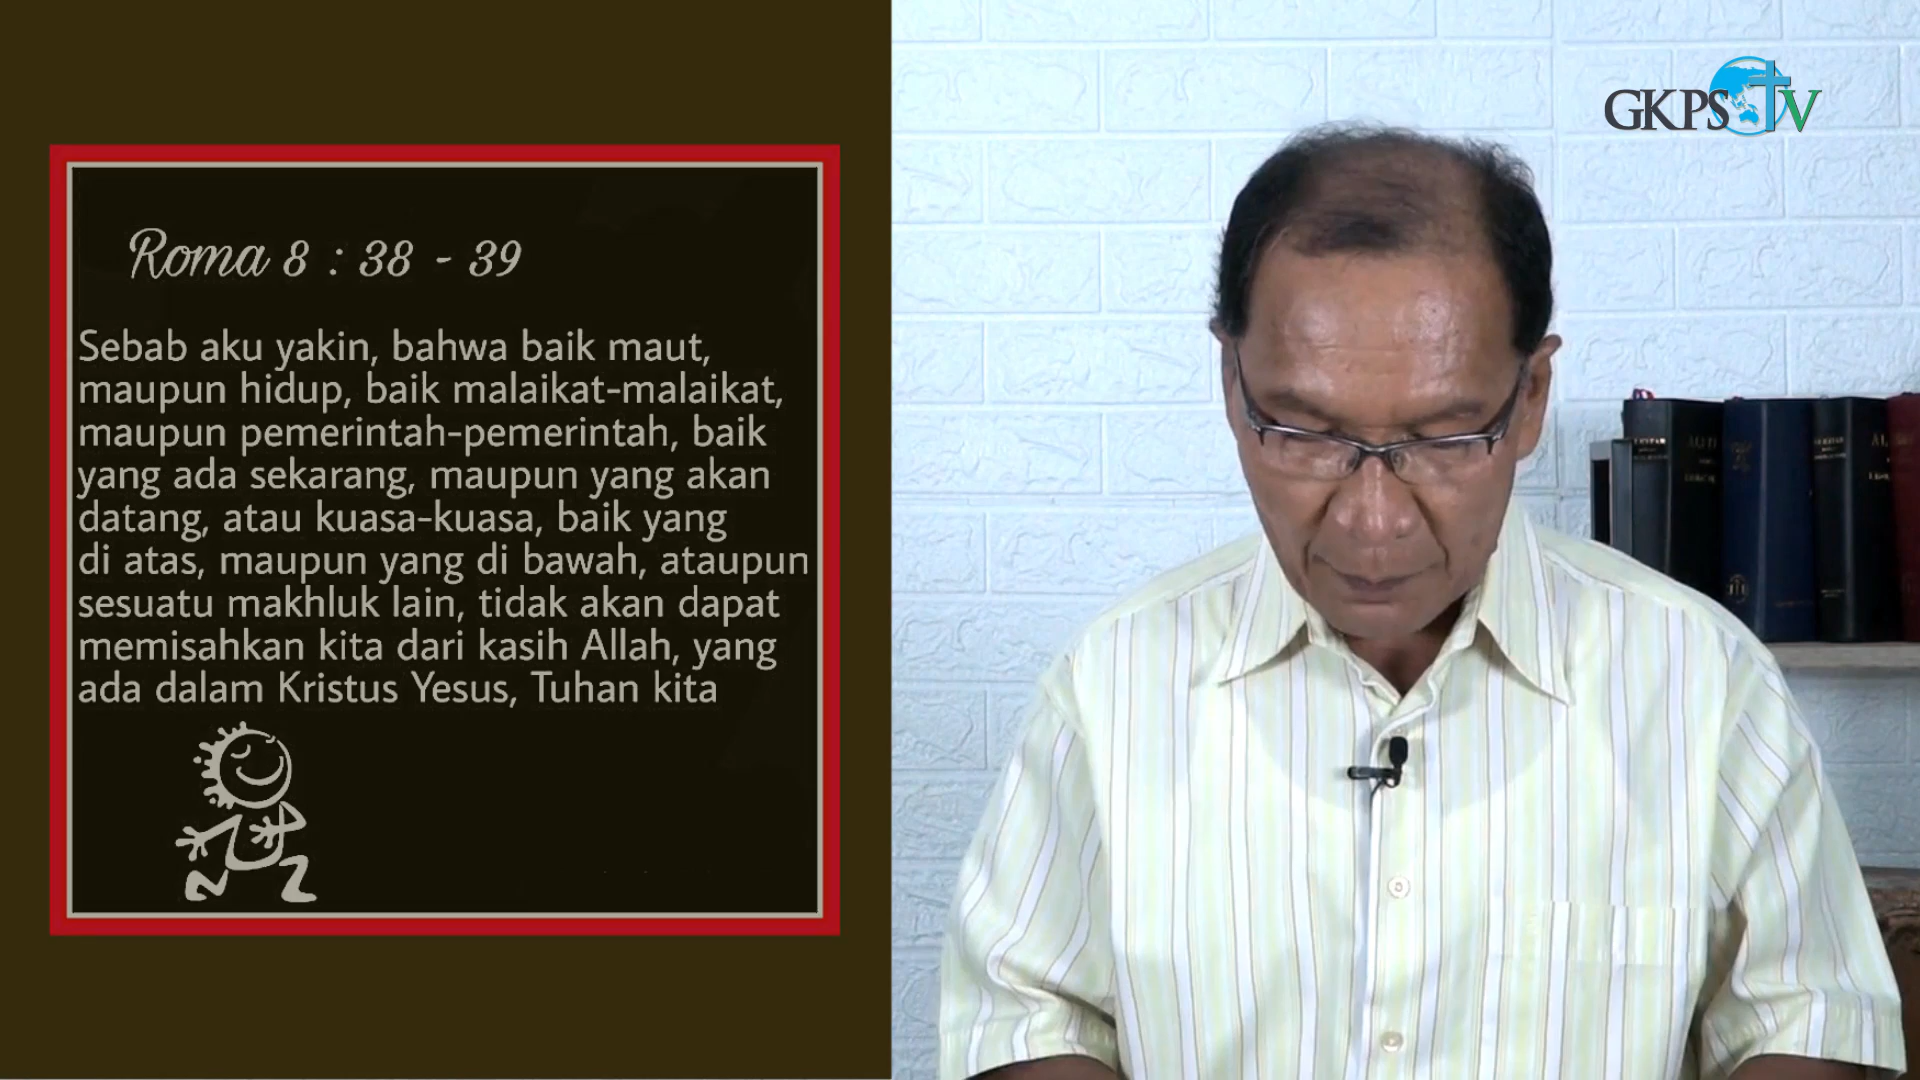 Roma 8 : 38 - 39
Sebab aku yakin, bahwa baik maut,
maupun hidup, baik malaikat-malaikat,
maupun pemerintah-pemerintah, baik
yang ada sekarang, maupun yang akan
datang, atau kuasa-kuasa, baik yang
di atas, maupun yang di bawah, ataupun
sesuatu makhluk lain, tidak akan dapat
memisahkan kita dari kasih Allah, yang
ada dalam Kristus Yesus, Tuhan kita
GKPS TV